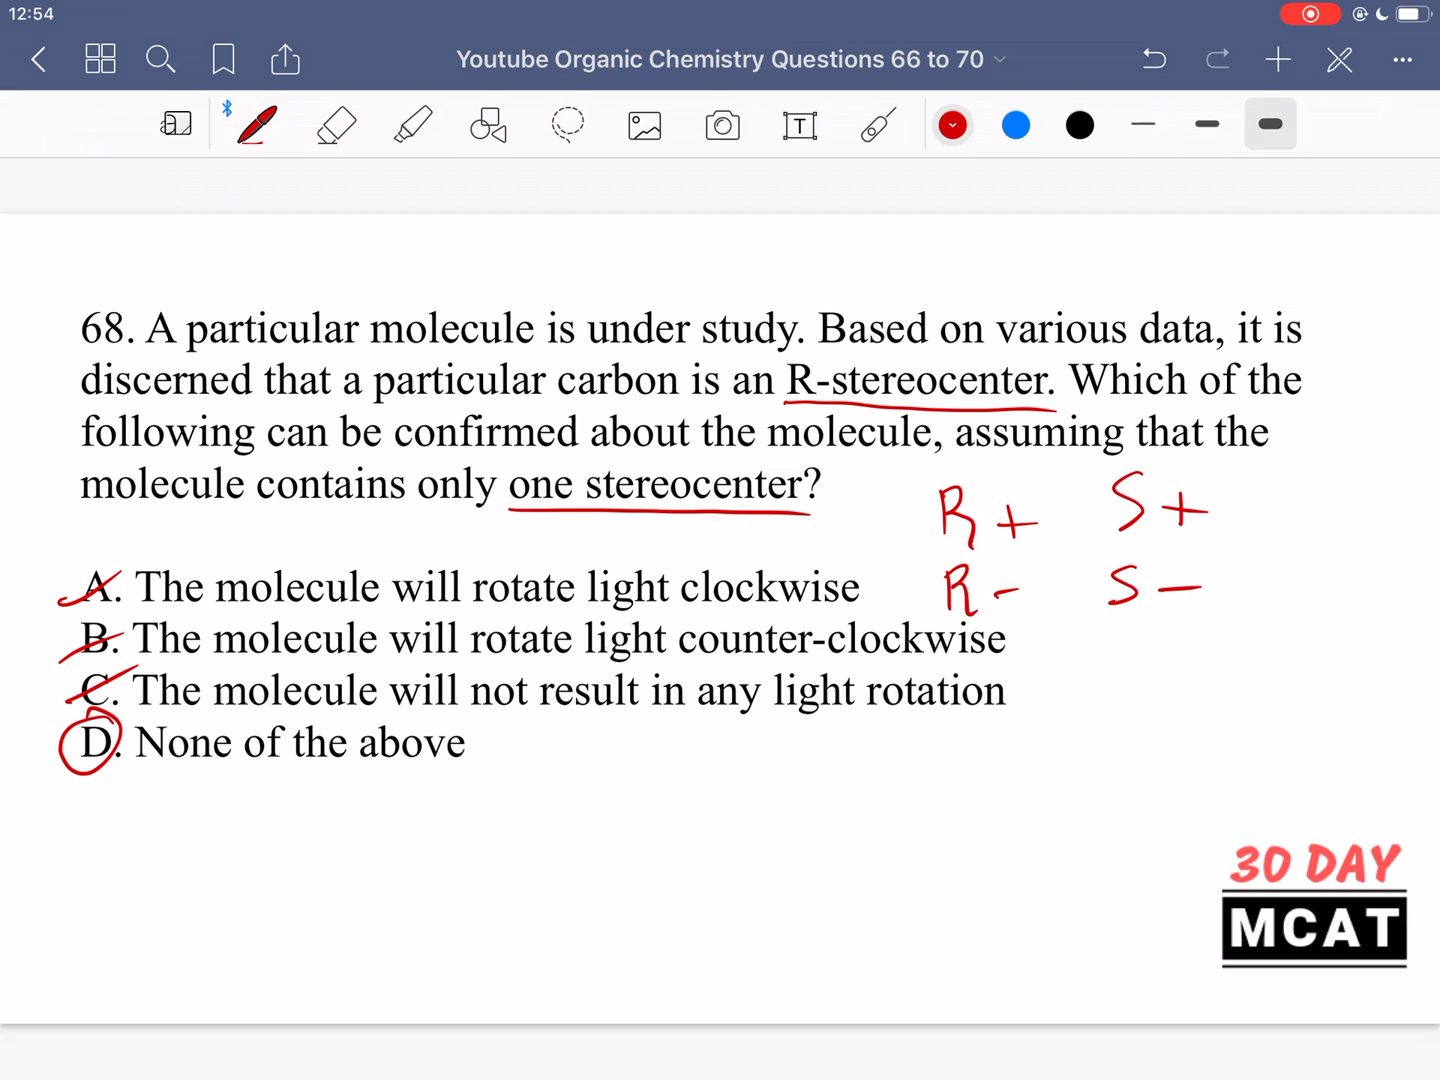 12:54
Youtube Organic Chemistry Questions 66 to 70
a
T
68. A particular molecule is under study. Based on various data, it is
discerned that a particular carbon is an R-stereocenter. Which of the
following can be confirmed about the molecule, assuming that the
molecule contains only one stereocenter?
R + S +
R - S -
A. The molecule will rotate light clockwise
B. The molecule will rotate light counter-clockwise
C. The molecule will not result in any light rotation
D. None of the above
30 DAY
MCAT